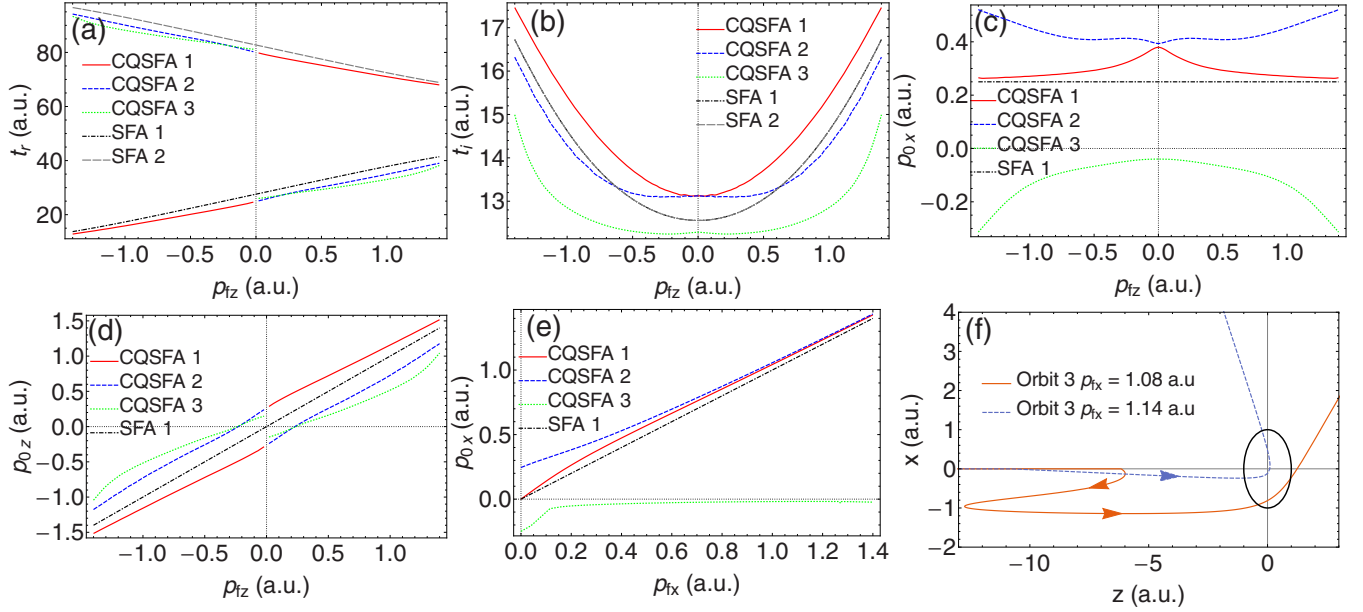 (a)
CQSFA 1
CQSFA 2
CQSFA 3
SFA 1
SFA 2
80
60
40
20
t_r (a.u.)
−1.0 −0.5 0.0 0.5 1.0
p_fz (a.u.)
(b)
CQSFA 1
CQSFA 2
CQSFA 3
SFA 1
SFA 2
17
16
15
14
13
t_i (a.u.)
−1.0 −0.5 0.0 0.5 1.0
p_fz (a.u.)
(c)
CQSFA 1
CQSFA 2
CQSFA 3
SFA 1
0.4
0.2
0.0
−0.2
p_0x (a.u.)
−1.0 −0.5 0.0 0.5 1.0
p_fz (a.u.)
(d)
CQSFA 1
CQSFA 2
CQSFA 3
SFA 1
1.5
1.0
0.5
0.0
−0.5
−1.0
−1.5
p_0z (a.u.)
−1.0 −0.5 0.0 0.5 1.0
p_fz (a.u.)
(e)
CQSFA 1
CQSFA 2
CQSFA 3
SFA 1
1.0
0.5
0.0
p_0x (a.u.)
0.0 0.2 0.4 0.6 0.8 1.0 1.2 1.4
p_fx (a.u.)
(f)
Orbit 3 p_fx = 1.08 a.u
Orbit 3 p_fx = 1.14 a.u
4
3
2
1
0
−1
−2
x (a.u.)
−10 −5 0
z (a.u.)